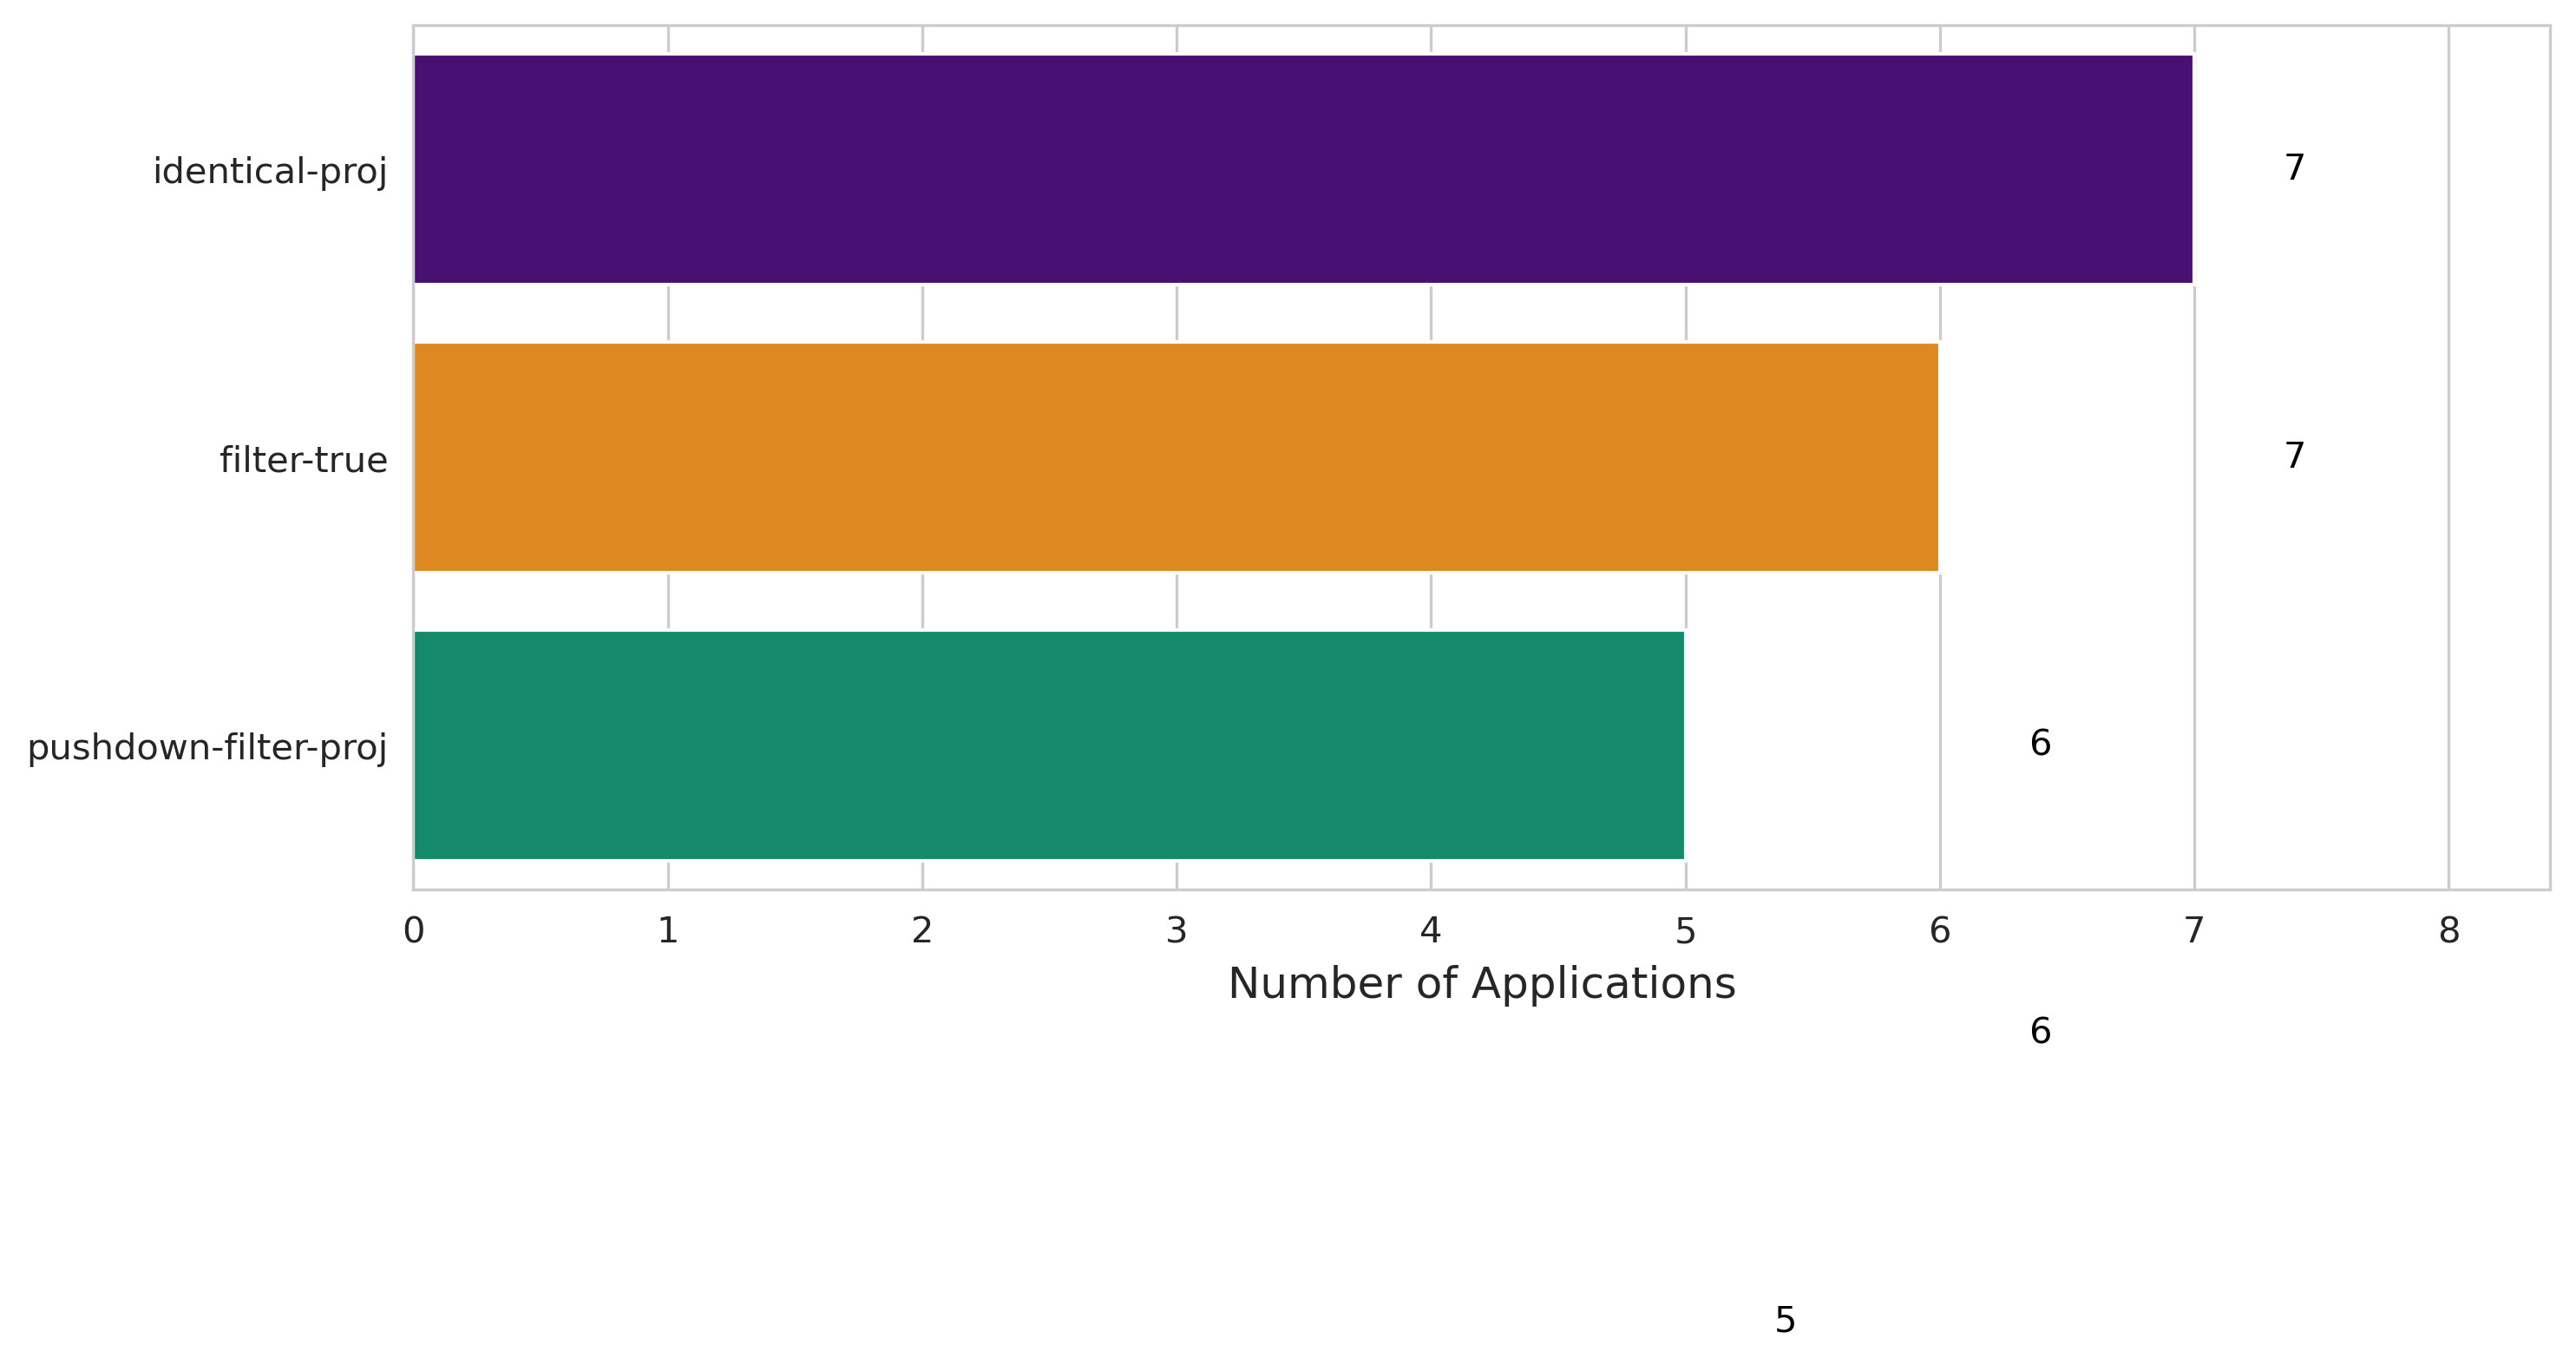 identical-proj 7
filter-true 7
pushdown-filter-proj 6
0 1 2 3 4 5 6 7 8
Number of Applications
6
5